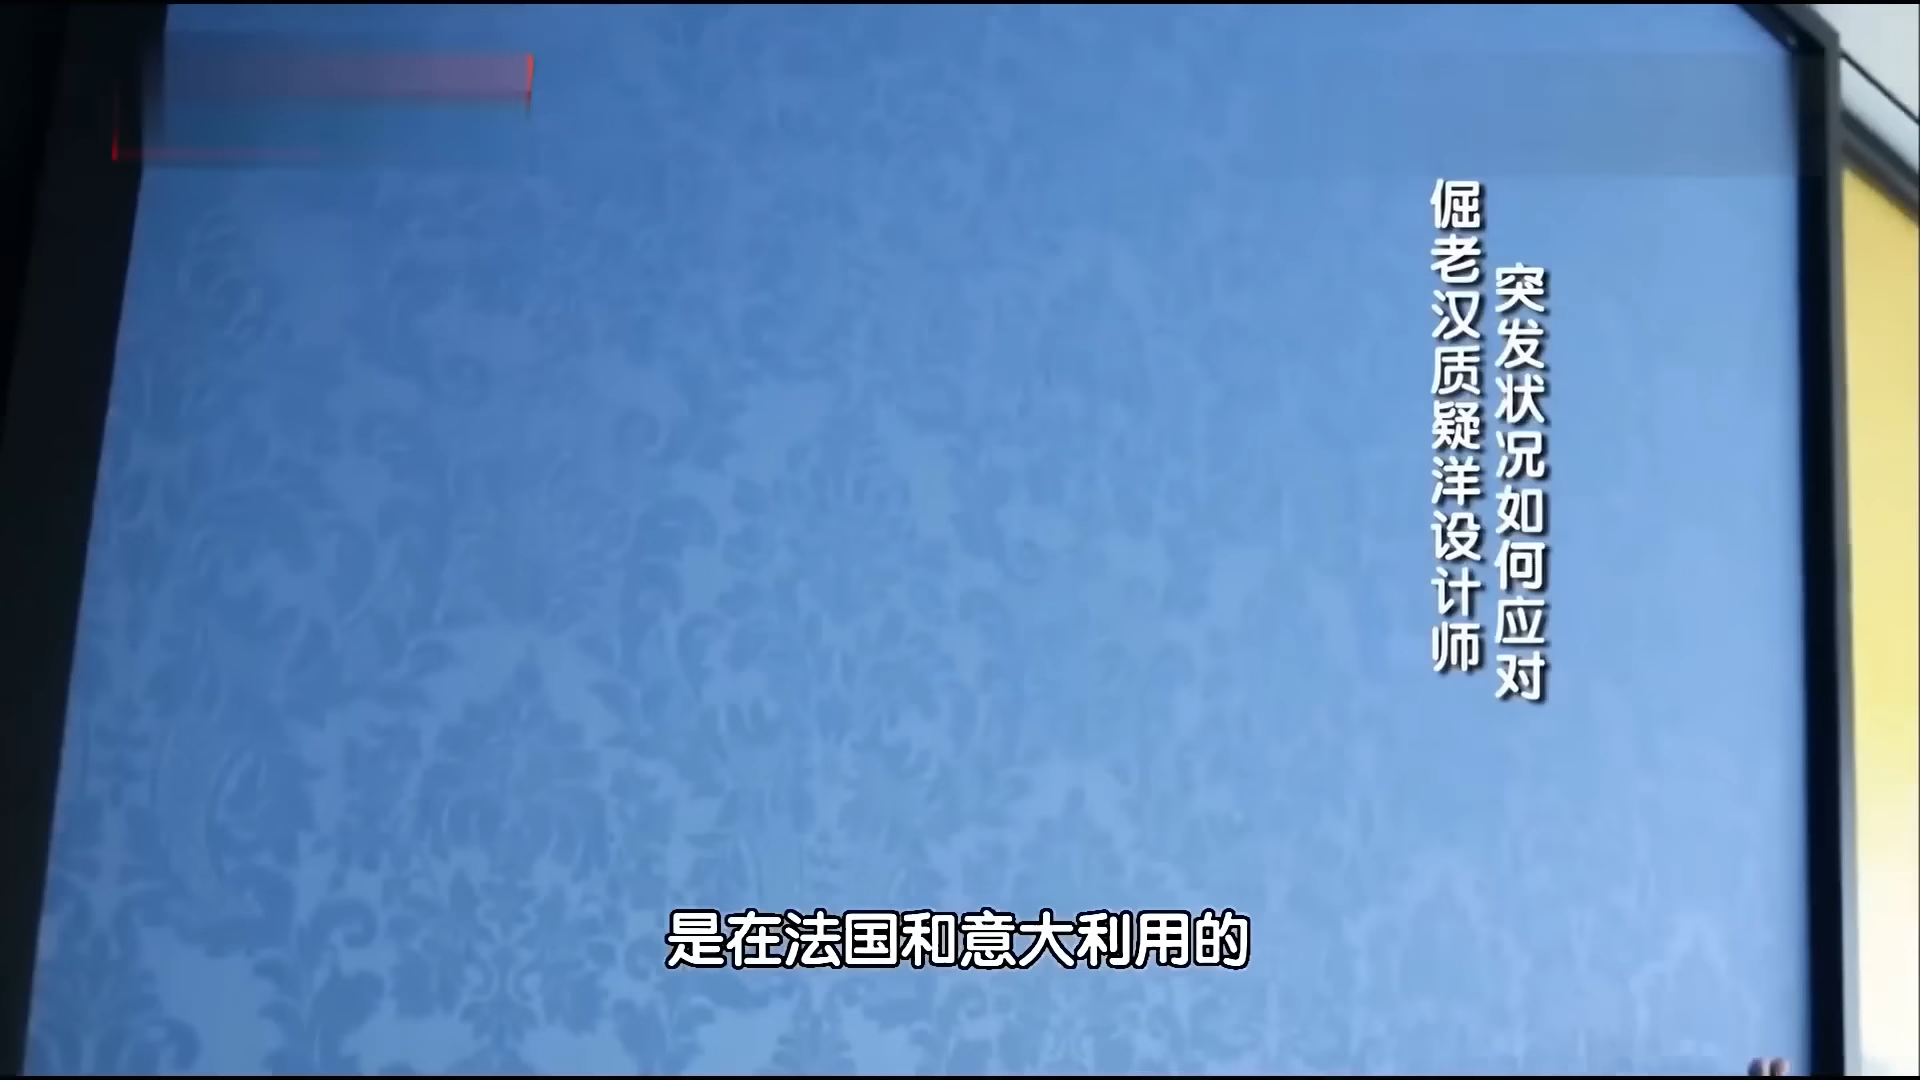 倔老汉质疑洋设计师
突发状况如何应对
是在法国和意大利用的